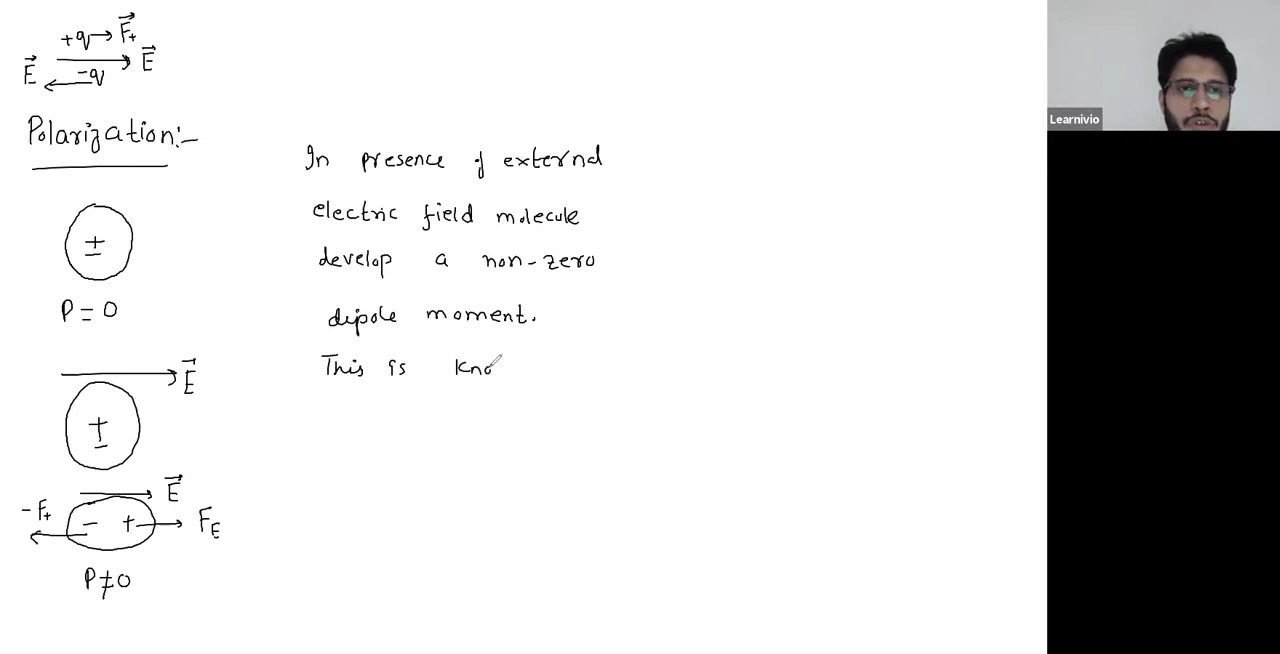 +q → F⃗₊
E⃗ → E⃗
← -q
Polarization:-
±
P = 0
→ E⃗
±
→ E⃗
-F₊ ← - + → F_E
P ≠ 0
In presence of external
electric field molecule
develop a non-zero
dipole moment.
This is kno
Learnivio